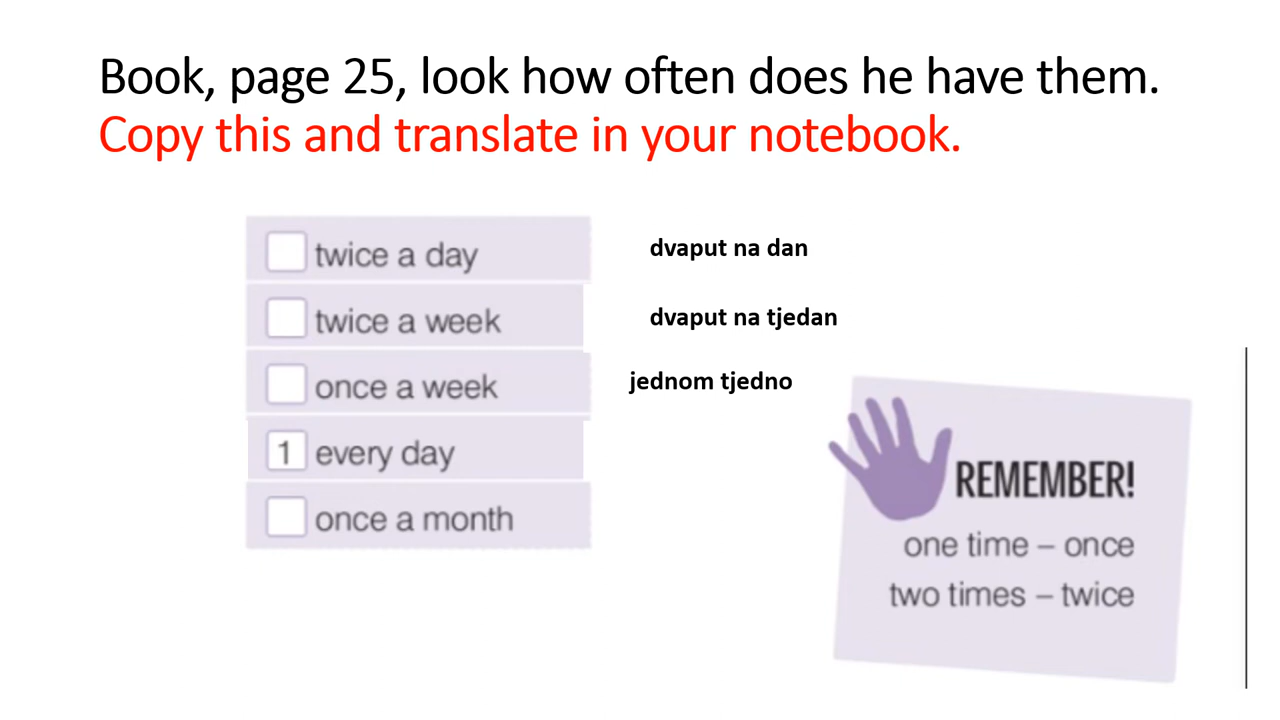 Book, page 25, look how often does he have them.
Copy this and translate in your notebook.
twice a day
dvaput na dan
twice a week
dvaput na tjedan
once a week
jednom tjedno
1 every day
once a month
REMEMBER!
one time – once
two times – twice